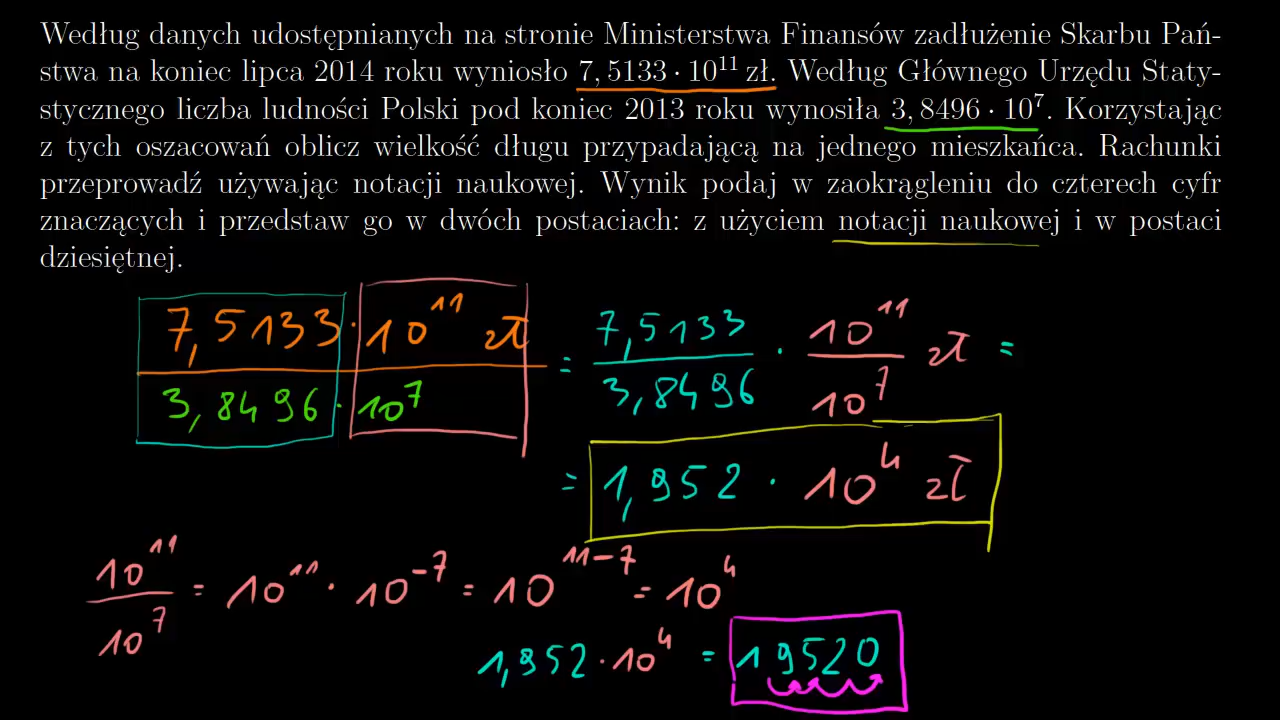 Według danych udostępnianych na stronie Ministerstwa Finansów zadłużenie Skarbu Pań-
stwa na koniec lipca 2014 roku wyniosło 7,5133 · 10¹¹ zł. Według Głównego Urzędu Staty-
stycznego liczba ludności Polski pod koniec 2013 roku wynosiła 3,8496 · 10⁷. Korzystając
z tych oszacowań oblicz wielkość długu przypadającą na jednego mieszkańca. Rachunki
przeprowadź używając notacji naukowej. Wynik podaj w zaokrągleniu do czterech cyfr
znaczących i przedstaw go w dwóch postaciach: z użyciem notacji naukowej i w postaci
dziesiętnej.
7,5133 · 10¹¹ zł / 3,8496 · 10⁷ = 7,5133 / 3,8496 · 10¹¹ / 10⁷ zł =
= 1,952 · 10⁴ zł
10¹¹ / 10⁷ = 10¹¹ · 10⁻⁷ = 10¹¹⁻⁷ = 10⁴
1,952 · 10⁴ = 19520